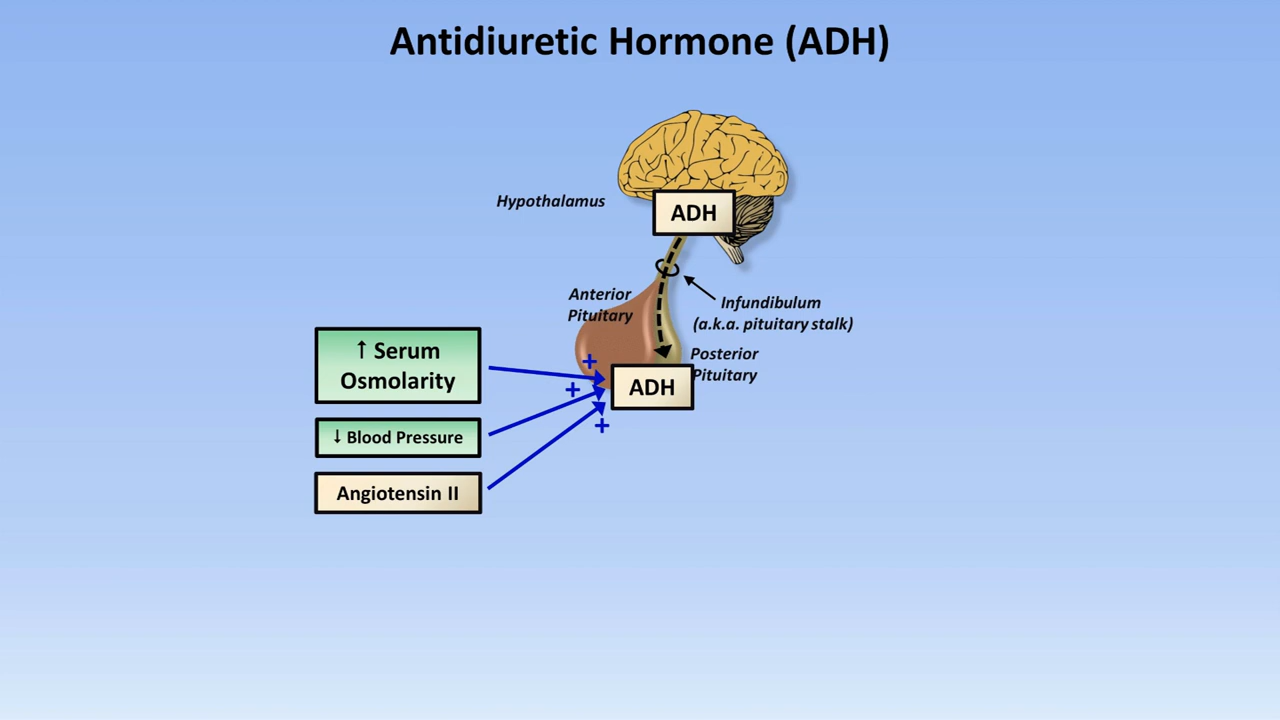 Antidiuretic Hormone (ADH)
Hypothalamus
ADH
Anterior
Pituitary
Infundibulum
(a.k.a. pituitary stalk)
Posterior
Pituitary
↑ Serum
Osmolarity
+
+
+
ADH
↓ Blood Pressure
Angiotensin II